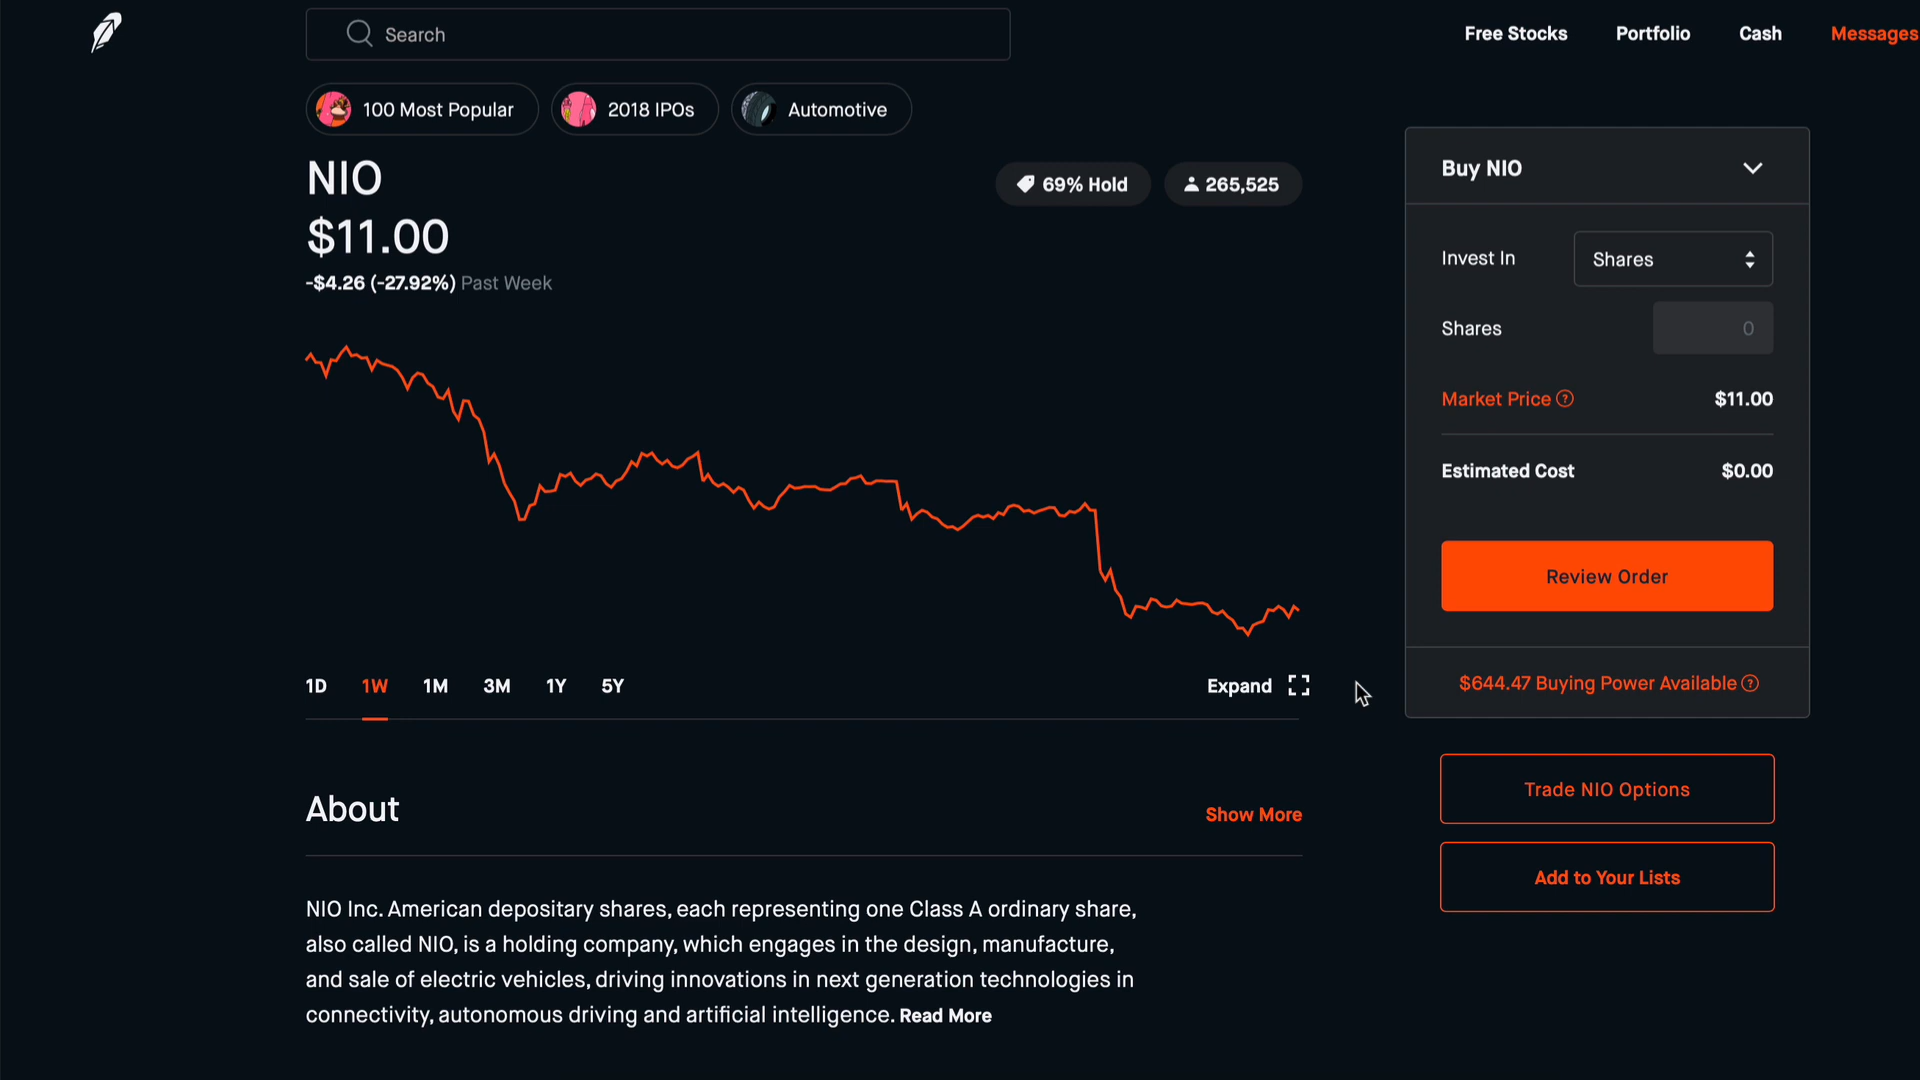 Search
Free Stocks
Portfolio
Cash
Messages
100 Most Popular
2018 IPOs
Automotive
NIO
$11.00
-$4.26 (-27.92%) Past Week
69% Hold
265,525
1D
1W
1M
3M
1Y
5Y
Expand
About
Show More
NIO Inc. American depositary shares, each representing one Class A ordinary share,
also called NIO, is a holding company, which engages in the design, manufacture,
and sale of electric vehicles, driving innovations in next generation technologies in
connectivity, autonomous driving and artificial intelligence. Read More
Buy NIO
Invest In
Shares
Shares
0
Market Price ?
$11.00
Estimated Cost
$0.00
Review Order
$644.47 Buying Power Available ?
Trade NIO Options
Add to Your Lists